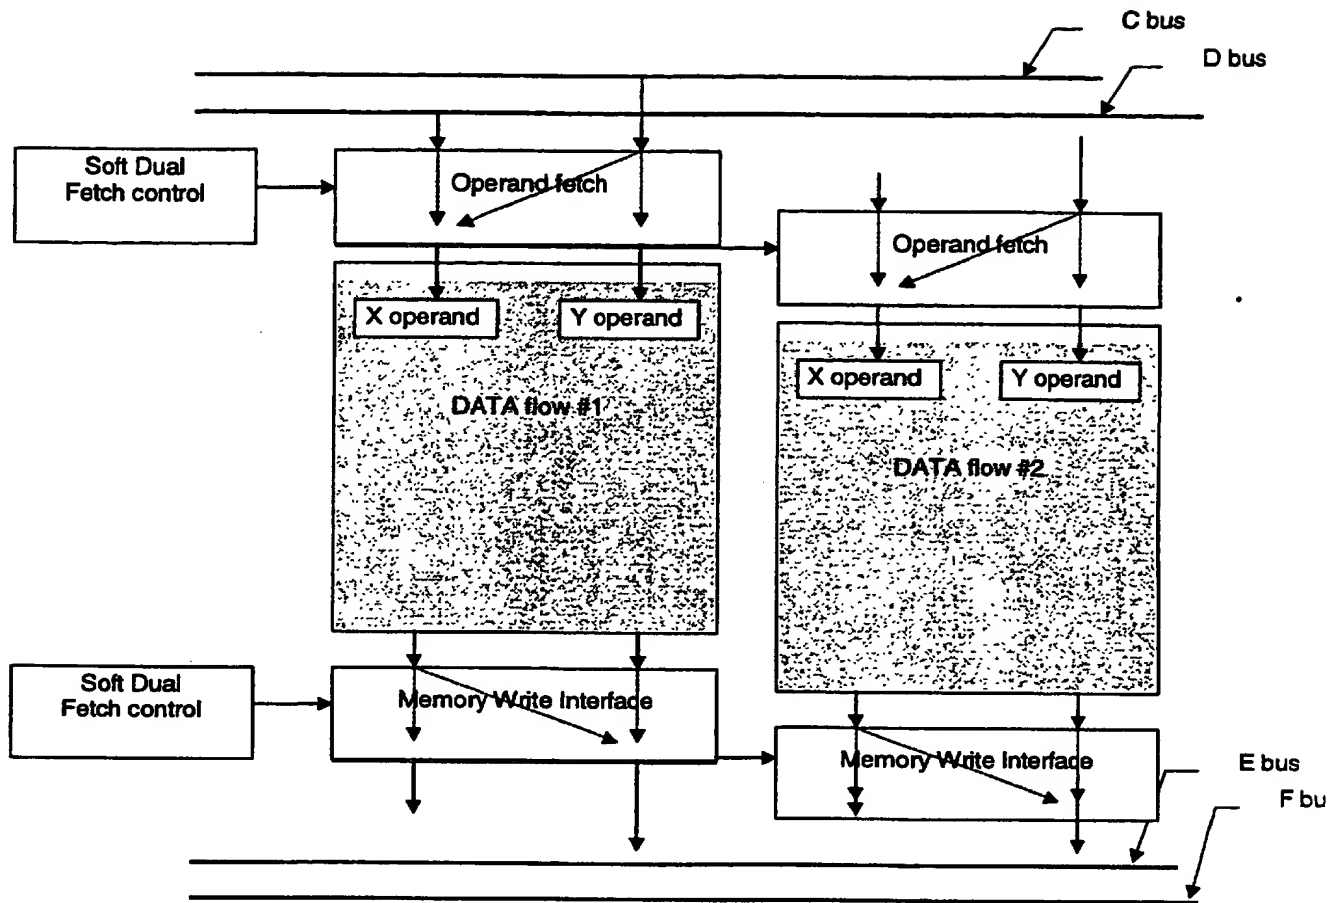 C bus
D bus
Soft Dual
Fetch control
Operand fetch
Operand fetch
X operand
Y operand
X operand
Y operand
DATA flow #1
DATA flow #2
Soft Dual
Fetch control
Memory Write Interface
Memory Write Interface
E bus
F bu